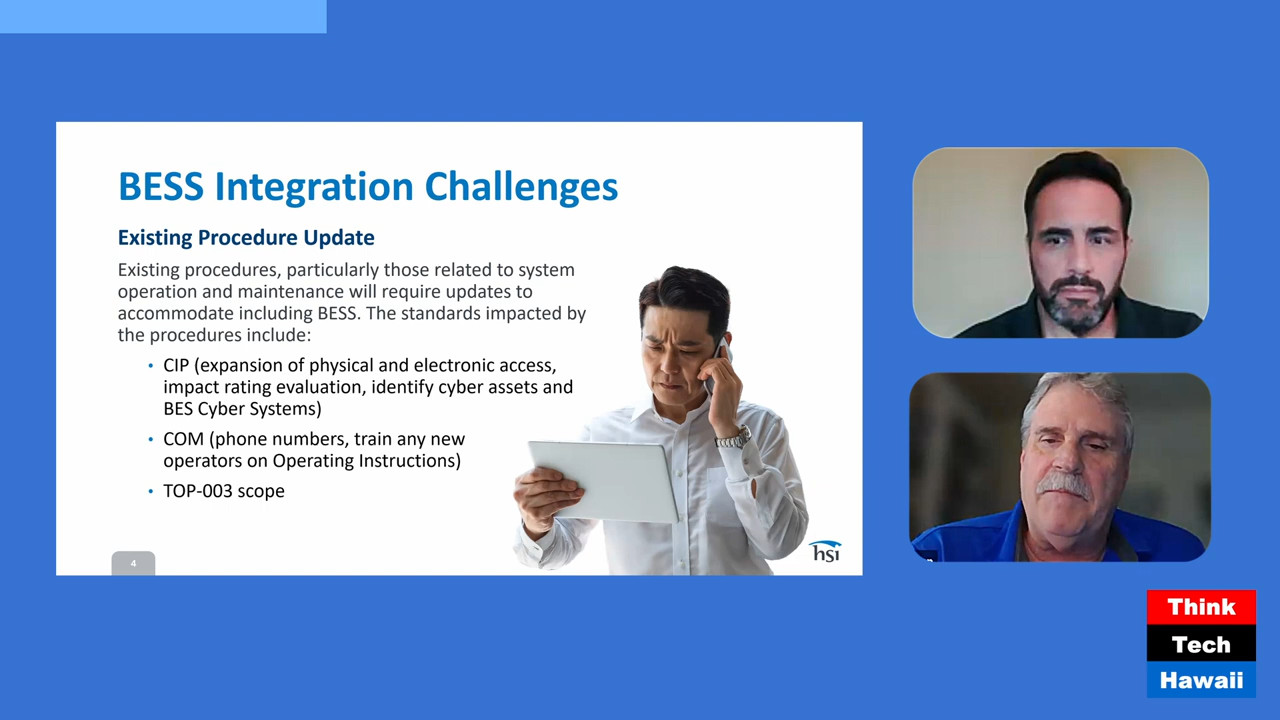 BESS Integration Challenges
Existing Procedure Update
Existing procedures, particularly those related to system
operation and maintenance will require updates to
accommodate including BESS. The standards impacted by
the procedures include:
• CIP (expansion of physical and electronic access,
impact rating evaluation, identify cyber assets and
BES Cyber Systems)
• COM (phone numbers, train any new
operators on Operating Instructions)
• TOP-003 scope
4
hsi
Think
Tech
Hawaii